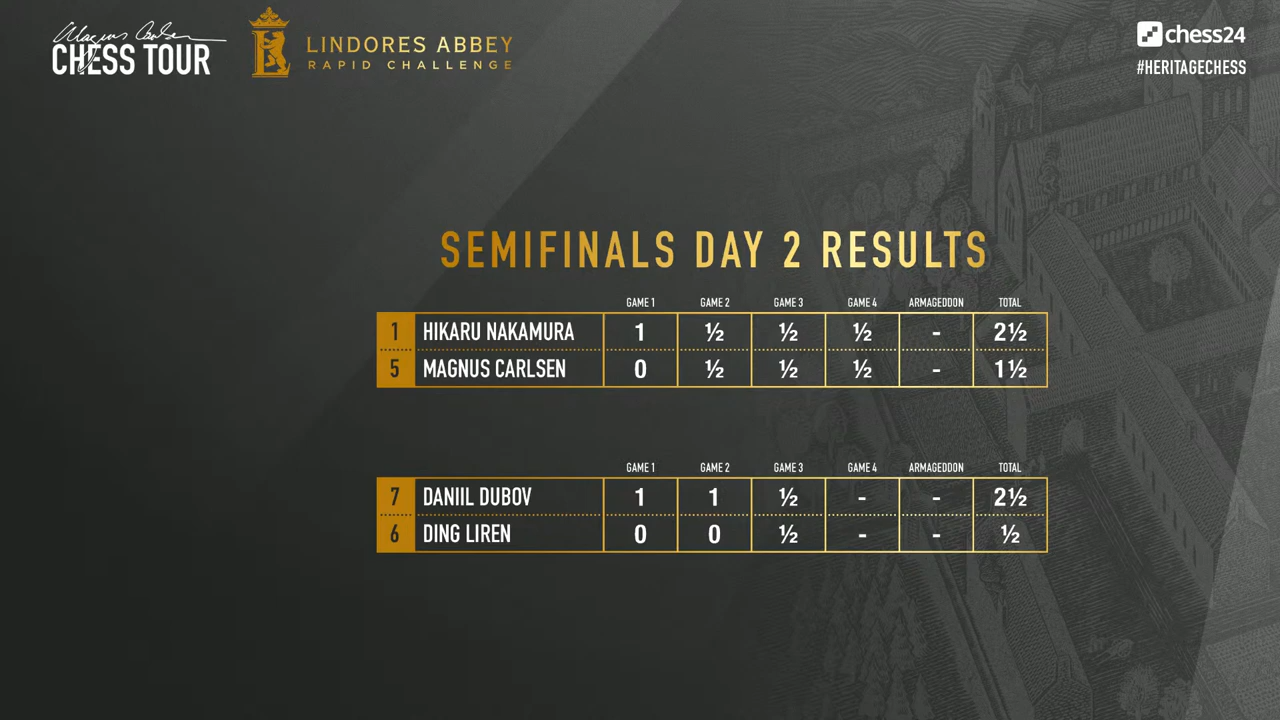 Magnus Carlsen
CHESS TOUR
LINDORES ABBEY
RAPID CHALLENGE
chess24
#HERITAGECHESS
SEMIFINALS DAY 2 RESULTS
GAME 1 GAME 2 GAME 3 GAME 4 ARMAGEDDON TOTAL
1 HIKARU NAKAMURA 1 ½ ½ ½ - 2½
5 MAGNUS CARLSEN 0 ½ ½ ½ - 1½
GAME 1 GAME 2 GAME 3 GAME 4 ARMAGEDDON TOTAL
7 DANIIL DUBOV 1 1 ½ - - 2½
6 DING LIREN 0 0 ½ - - ½